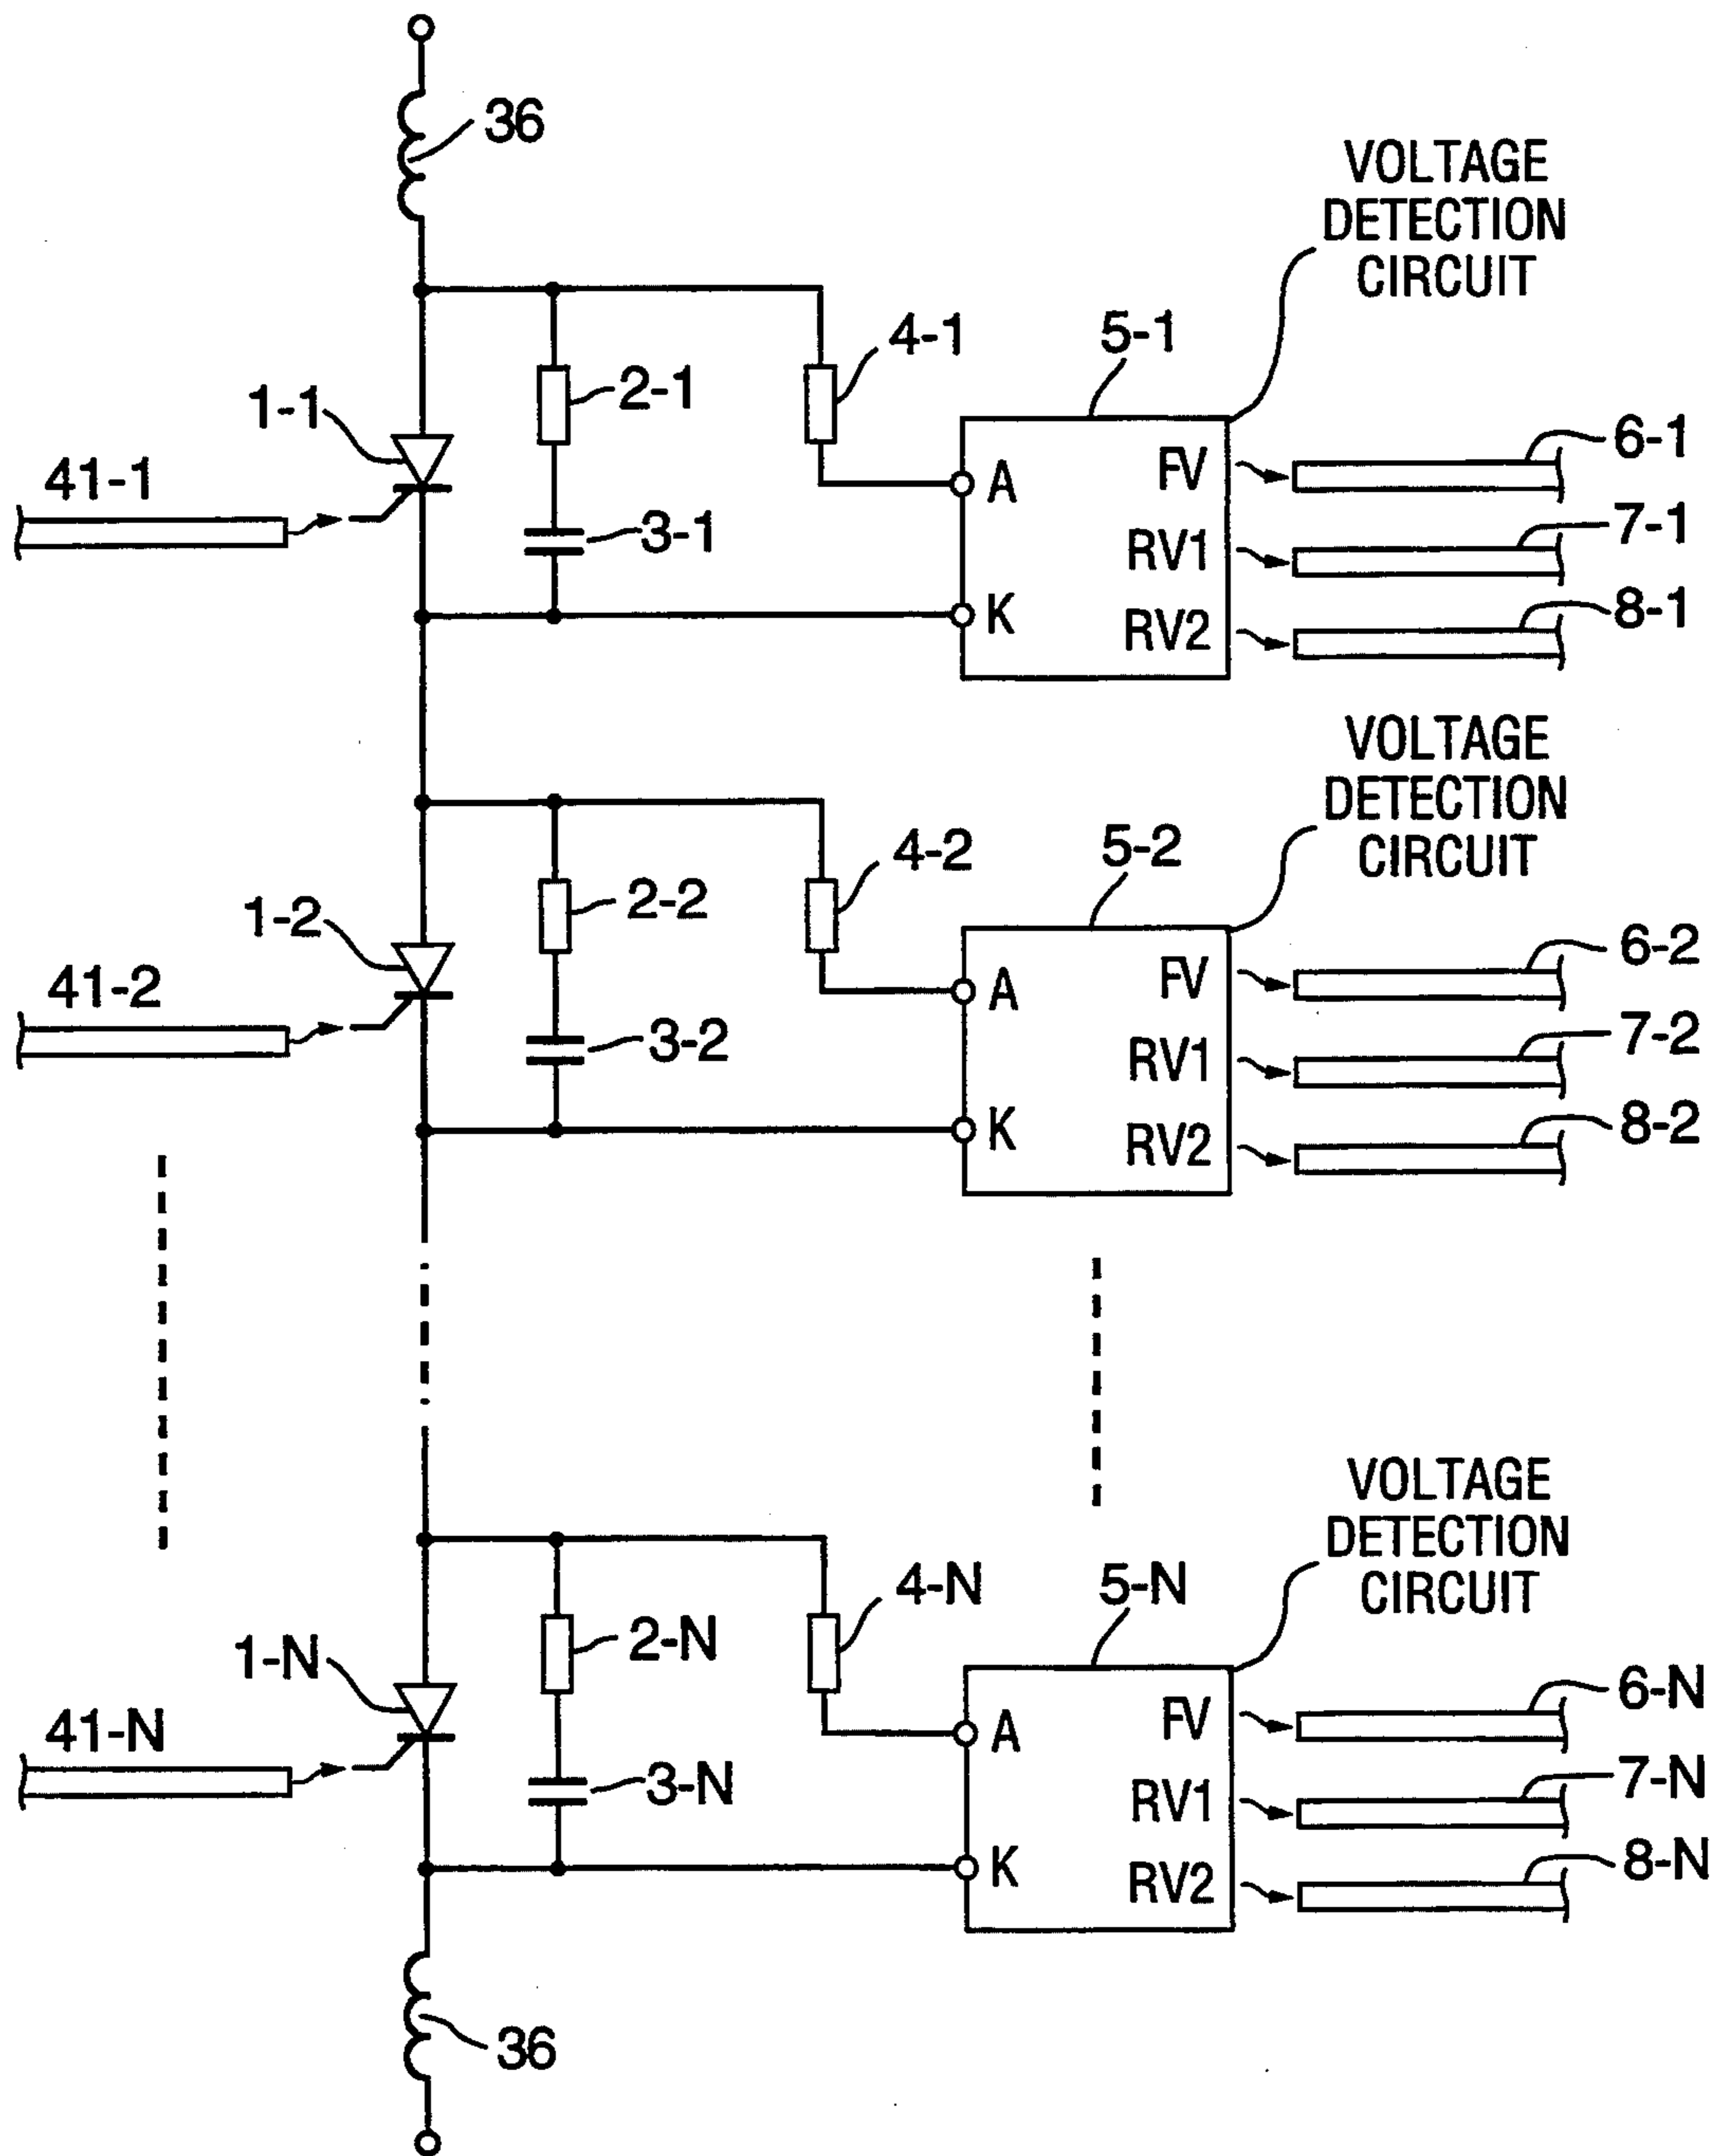 36
VOLTAGE
DETECTION
CIRCUIT
5-1
4-1
2-1
1-1
6-1
FV
A
41-1
7-1
RV1
3-1
8-1
K
RV2
VOLTAGE
DETECTION
CIRCUIT
5-2
4-2
2-2
1-2
6-2
FV
A
41-2
7-2
RV1
3-2
8-2
K
RV2
VOLTAGE
DETECTION
CIRCUIT
5-N
4-N
2-N
1-N
6-N
FV
A
41-N
7-N
RV1
3-N
8-N
K
RV2
36